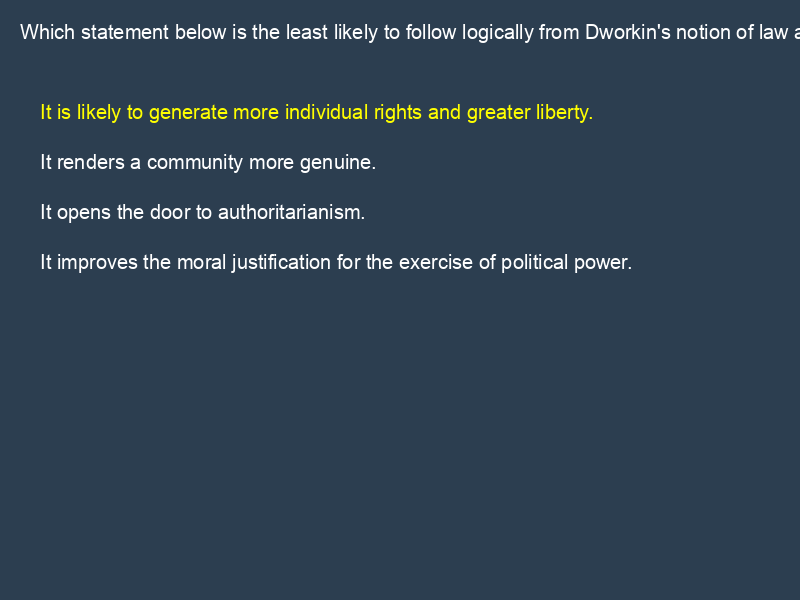 Which statement below is the least likely to follow logically from Dworkin's notion of law
It is likely to generate more individual rights and greater liberty.
It renders a community more genuine.
It opens the door to authoritarianism.
It improves the moral justification for the exercise of political power.